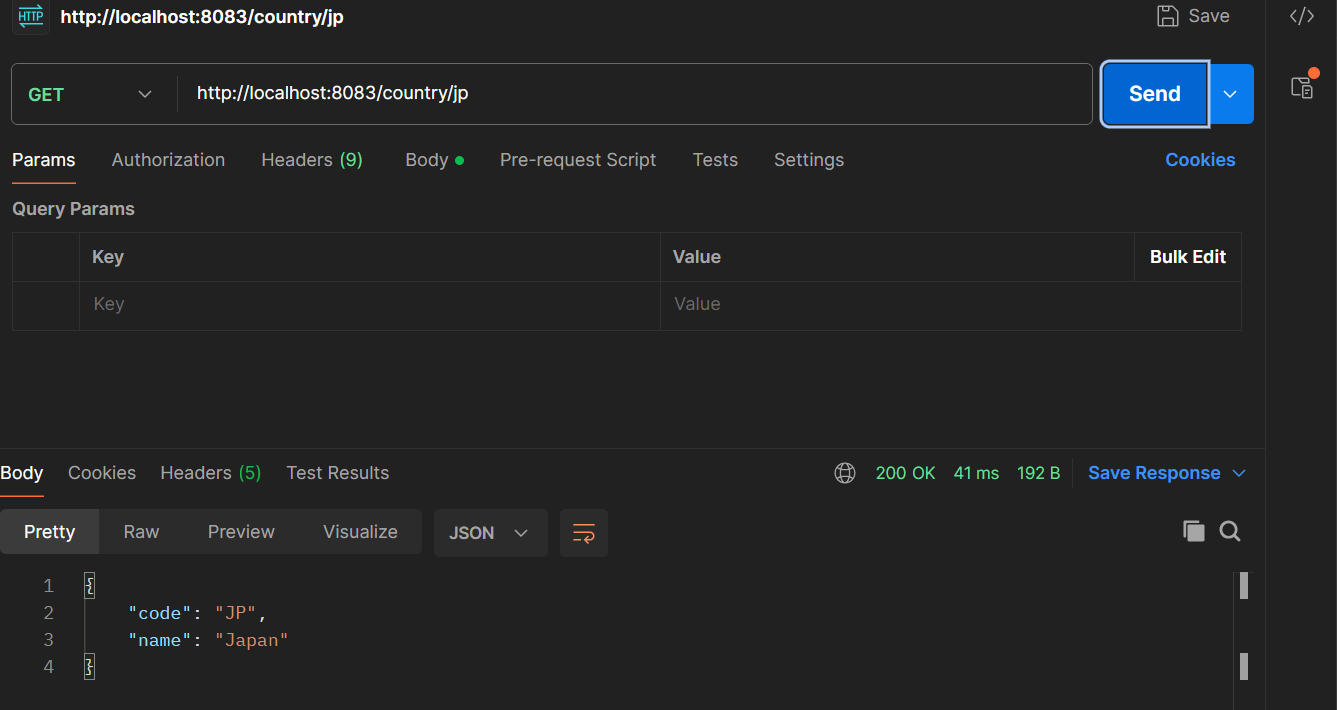 HTTP http://localhost:8083/country/jp Save </>
GET http://localhost:8083/country/jp Send
Params Authorization Headers (9) Body Pre-request Script Tests Settings Cookies
Query Params
Key Value Bulk Edit
Key Value
Body Cookies Headers (5) Test Results 200 OK 41 ms 192 B Save Response
Pretty Raw Preview Visualize JSON
1 {
2 "code": "JP",
3 "name": "Japan"
4 }